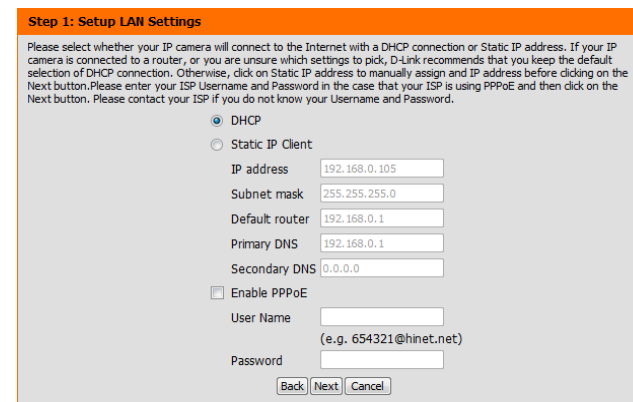 Step 1: Setup LAN Settings
Please select whether your IP camera will connect to the Internet with a DHCP connection or Static IP address. If your IP
camera is connected to a router, or you are unsure which settings to pick, D-Link recommends that you keep the default
selection of DHCP connection. Otherwise, click on Static IP address to manually assign and IP address before clicking on the
Next button.Please enter your ISP Username and Password in the case that your ISP is using PPPoE and then click on the
Next button. Please contact your ISP if you do not know your Username and Password.
DHCP
Static IP Client
IP address 192.168.0.105
Subnet mask 255.255.255.0
Default router 192.168.0.1
Primary DNS 192.168.0.1
Secondary DNS 0.0.0.0
Enable PPPoE
User Name
(e.g. 654321@hinet.net)
Password
Back Next Cancel